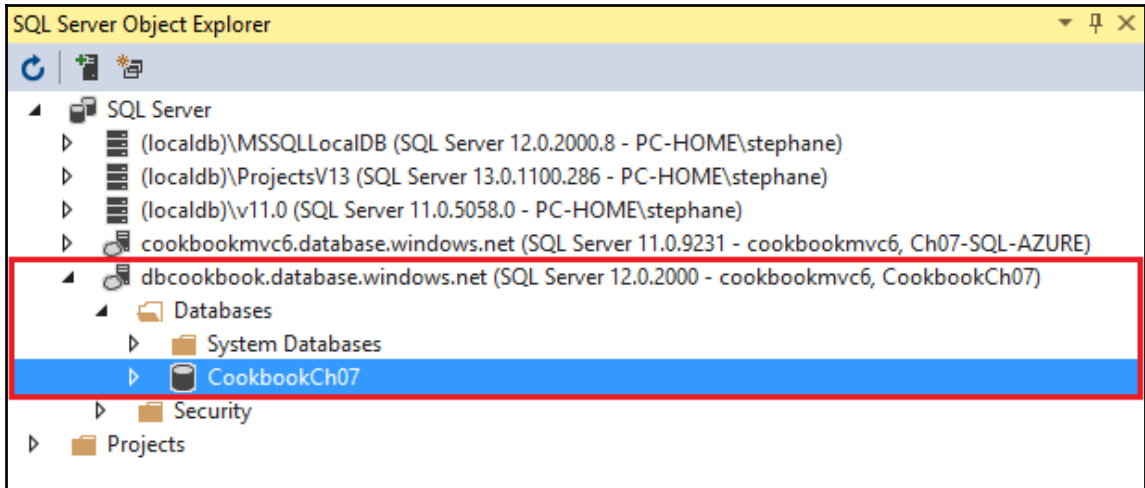 SQL Server Object Explorer
SQL Server
(localdb)\MSSQLLocalDB (SQL Server 12.0.2000.8 - PC-HOME\stephane)
(localdb)\ProjectsV13 (SQL Server 13.0.1100.286 - PC-HOME\stephane)
(localdb)\v11.0 (SQL Server 11.0.5058.0 - PC-HOME\stephane)
cookbookmvc6.database.windows.net (SQL Server 11.0.9231 - cookbookmvc6, Ch07-SQL-AZURE)
dbcookbook.database.windows.net (SQL Server 12.0.2000 - cookbookmvc6, CookbookCh07)
Databases
System Databases
CookbookCh07
Security
Projects